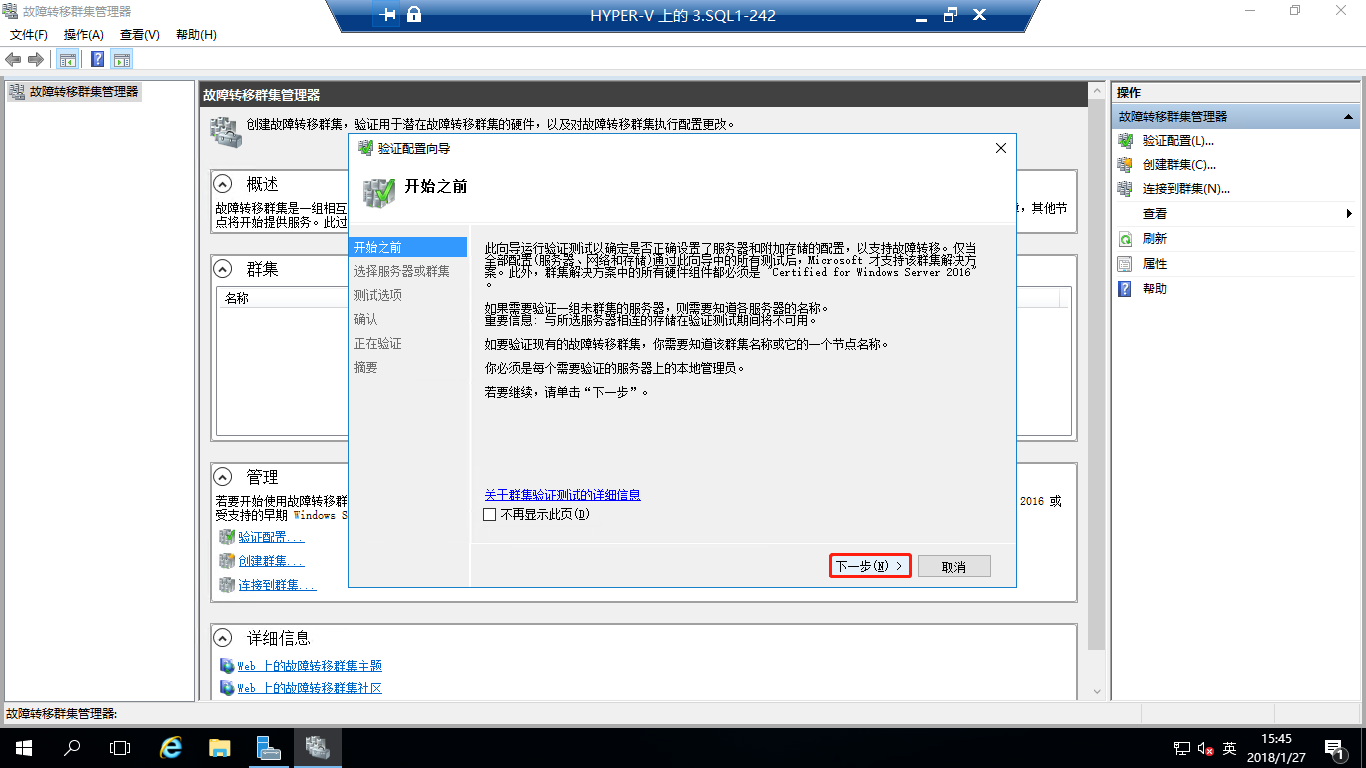 故障转移群集管理器
HYPER-V 上的 3.SQL1-242
文件(F) 操作(A) 查看(V) 帮助(H)
故障转移群集管理器
故障转移群集管理器
创建故障转移群集，验证用于潜在故障转移群集的硬件，以及对故障转移群集执行配置更改。
概述
故障转移群集是一组相互
，其他节
点将开始提供服务。此过
群集
名称
管理
若要开始使用故障转移群
2016 或
受支持的早期 Windows S
验证配置...
创建群集...
连接到群集...
详细信息
Web 上的故障转移群集主题
Web 上的故障转移群集社区
验证配置向导
开始之前
开始之前
选择服务器或群集
测试选项
确认
正在验证
摘要
此向导运行验证测试以确定是否正确设置了服务器和附加存储的配置，以支持故障转移。仅当
全部配置(服务器、网络和存储)通过此向导中的所有测试后，Microsoft 才支持该群集解决方
案。此外，群集解决方案中的所有硬件组件都必须是 "Certified for Windows Server 2016"
。
如果需要验证一组未群集的服务器，则需要知道各服务器的名称。
重要信息: 与所选服务器相连的存储在验证测试期间将不可用。
如要验证现有的故障转移群集，你需要知道该群集名称或它的一个节点名称。
你必须是每个需要验证的服务器上的本地管理员。
若要继续，请单击“下一步”。
关于群集验证测试的详细信息
不再显示此页(D)
下一步(N) >
取消
操作
故障转移群集管理器
验证配置(L)...
创建群集(C)...
连接到群集(N)...
查看
刷新
属性
帮助
故障转移群集管理器:
英
15:45
2018/1/27
1